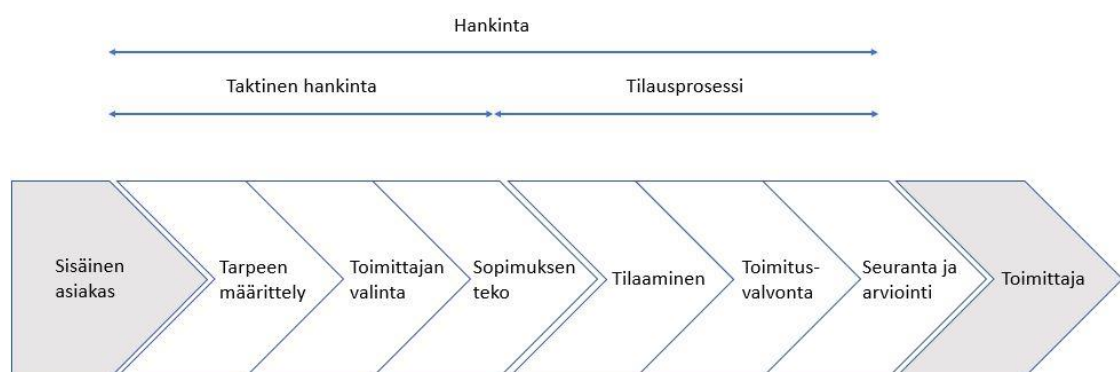 Hankinta
Taktinen hankinta
Tilausprosessi
Sisäinen
asiakas
Tarpeen
määrittely
Toimittajan
valinta
Sopimuksen
teko
Tilaaminen
Toimitus-
valvonta
Seuranta ja
arviointi
Toimittaja